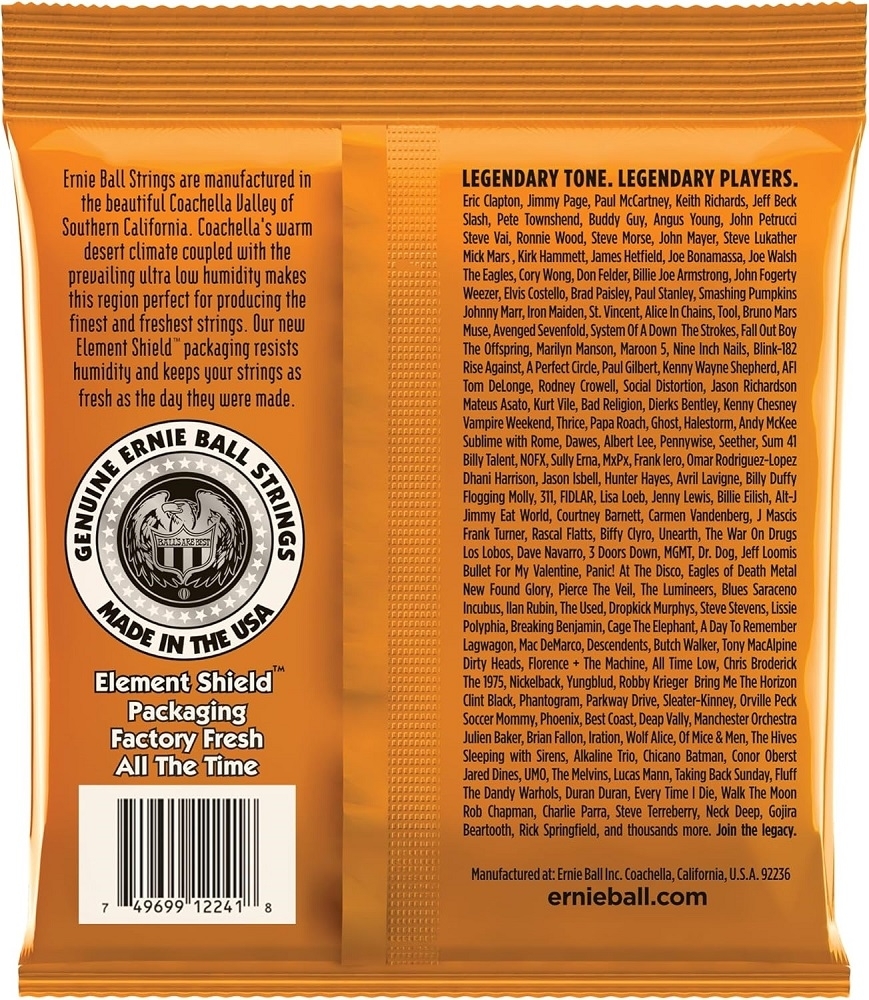 Ernie Ball Strings are manufactured in
the beautiful Coachella Valley of
Southern California. Coachella's warm
desert climate coupled with the
prevailing ultra low humidity makes
this region perfect for producing the
finest and freshest strings. Our new
Element Shield™ packaging resists
humidity and keeps your strings as
fresh as the day they were made.
GENUINE ERNIE BALL STRINGS
BALLS ARE BEST
MADE IN THE USA
Element Shield™
Packaging
Factory Fresh
All The Time
7 49699 12241 8
LEGENDARY TONE. LEGENDARY PLAYERS.
Eric Clapton, Jimmy Page, Paul McCartney, Keith Richards, Jeff Beck
Slash, Pete Townshend, Buddy Guy, Angus Young, John Petrucci
Steve Vai, Ronnie Wood, Steve Morse, John Mayer, Steve Lukather
Mick Mars , Kirk Hammett, James Hetfield, Joe Bonamassa, Joe Walsh
The Eagles, Cory Wong, Don Felder, Billie Joe Armstrong, John Fogerty
Weezer, Elvis Costello, Brad Paisley, Paul Stanley, Smashing Pumpkins
Johnny Marr, Iron Maiden, St. Vincent, Alice In Chains, Tool, Bruno Mars
Muse, Avenged Sevenfold, System Of A Down The Strokes, Fall Out Boy
The Offspring, Marilyn Manson, Maroon 5, Nine Inch Nails, Blink-182
Rise Against, A Perfect Circle, Paul Gilbert, Kenny Wayne Shepherd, AFI
Tom DeLonge, Rodney Crowell, Social Distortion, Jason Richardson
Mateus Asato, Kurt Vile, Bad Religion, Dierks Bentley, Kenny Chesney
Vampire Weekend, Thrice, Papa Roach, Ghost, Halestorm, Andy McKee
Sublime with Rome, Dawes, Albert Lee, Pennywise, Seether, Sum 41
Billy Talent, NOFX, Sully Erna, MxPx, Frank Iero, Omar Rodriguez-Lopez
Dhani Harrison, Jason Isbell, Hunter Hayes, Avril Lavigne, Billy Duffy
Flogging Molly, 311, FIDLAR, Lisa Loeb, Jenny Lewis, Billie Eilish, Alt-J
Jimmy Eat World, Courtney Barnett, Carmen Vandenberg, J Mascis
Frank Turner, Rascal Flatts, Biffy Clyro, Unearth, The War On Drugs
Los Lobos, Dave Navarro, 3 Doors Down, MGMT, Dr. Dog, Jeff Loomis
Bullet For My Valentine, Panic! At The Disco, Eagles of Death Metal
New Found Glory, Pierce The Veil, The Lumineers, Blues Saraceno
Incubus, Ilan Rubin, The Used, Dropkick Murphys, Steve Stevens, Lissie
Polyphia, Breaking Benjamin, Cage The Elephant, A Day To Remember
Lagwagon, Mac DeMarco, Descendents, Butch Walker, Tony MacAlpine
Dirty Heads, Florence + The Machine, All Time Low, Chris Broderick
The 1975, Nickelback, Yungblud, Robby Krieger Bring Me The Horizon
Clint Black, Phantogram, Parkway Drive, Sleater-Kinney, Orville Peck
Soccer Mommy, Phoenix, Best Coast, Deap Vally, Manchester Orchestra
Julien Baker, Brian Fallon, Iration, Wolf Alice, Of Mice & Men, The Hives
Sleeping with Sirens, Alkaline Trio, Chicano Batman, Conor Oberst
Jared Dines, UMO, The Melvins, Lucas Mann, Taking Back Sunday, Fluff
The Dandy Warhols, Duran Duran, Every Time I Die, Walk The Moon
Rob Chapman, Charlie Parra, Steve Terreberry, Neck Deep, Gojira
Beartooth, Rick Springfield, and thousands more. Join the legacy.
Manufactured at: Ernie Ball Inc. Coachella, California, U.S.A. 92236
ernieball.com